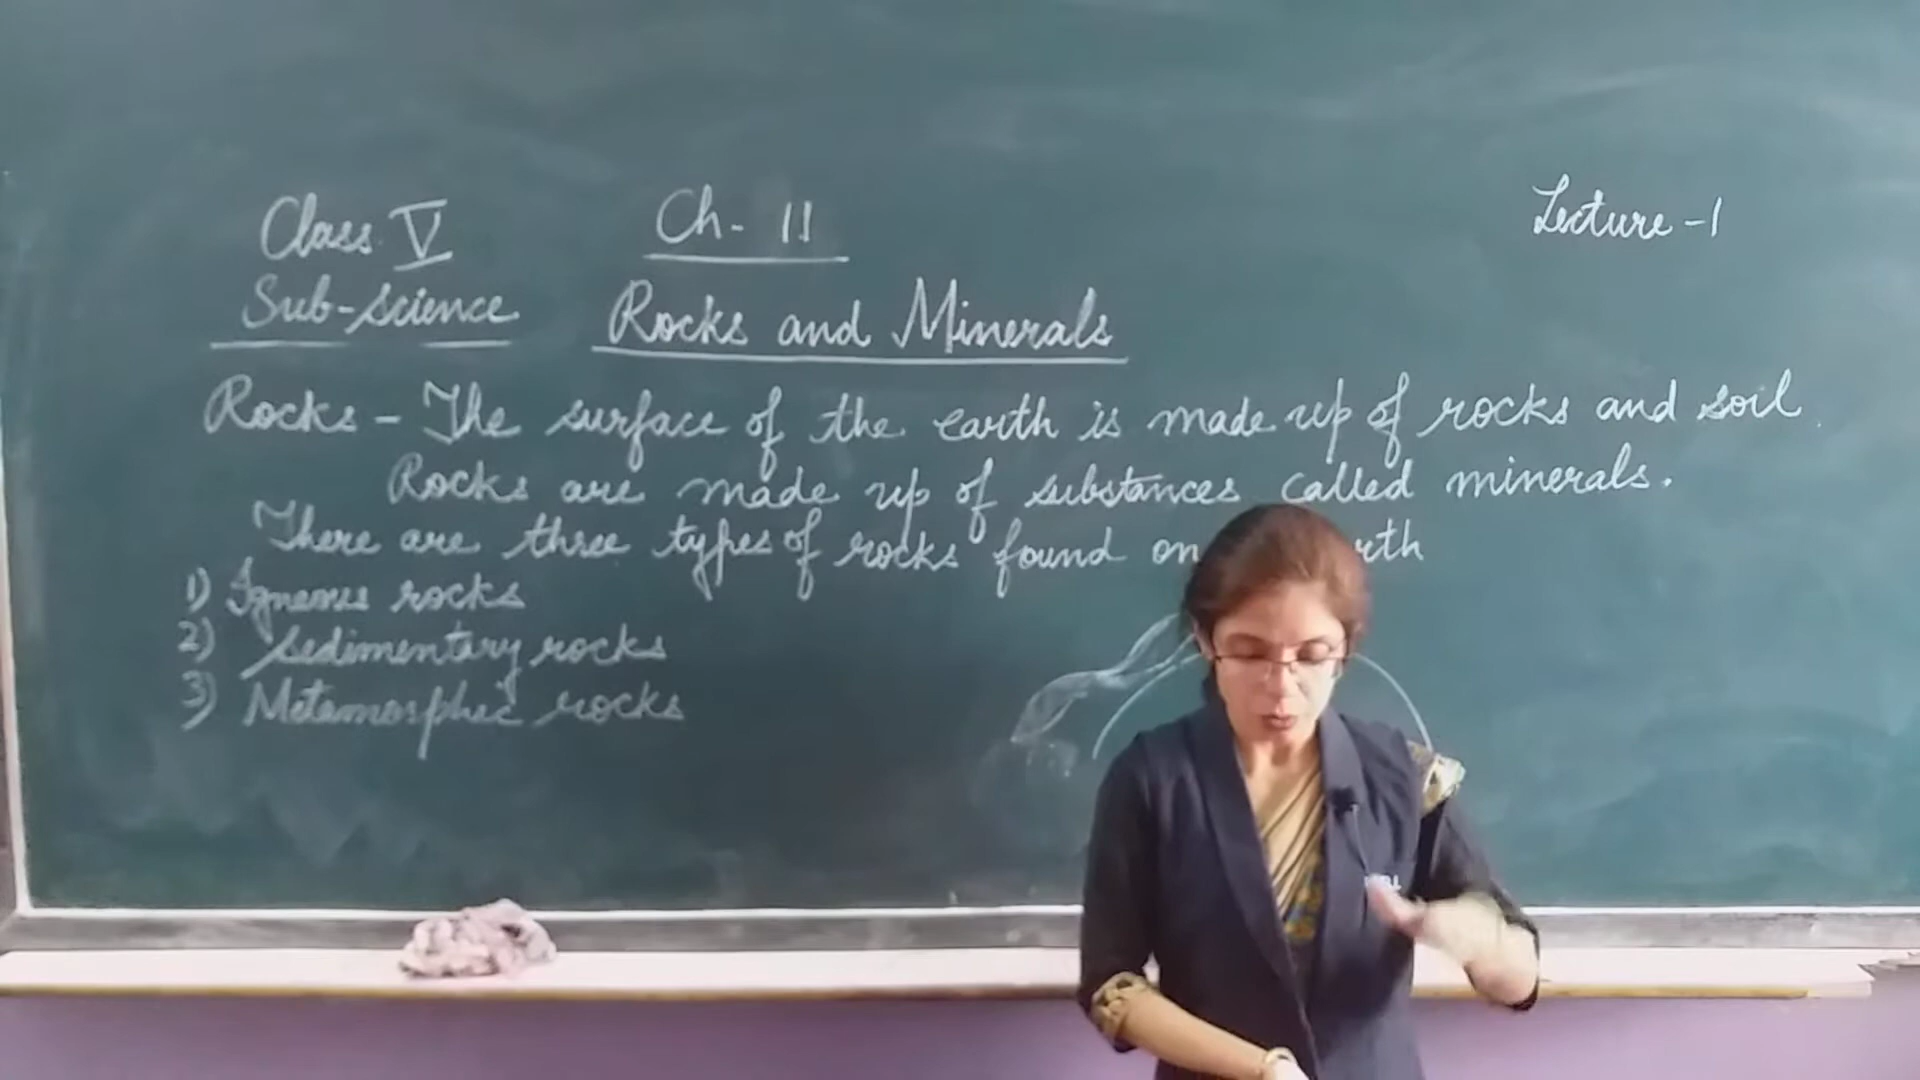 Class V
Ch- 11
Lecture-1
Sub-science
Rocks and Minerals
Rocks - The surface of the earth is made up of rocks and soil.
Rocks are made up of substances called minerals.
There are three types of rocks found on
1) Igneous rocks
2) Sedimentary rocks
3) Metamorphic rocks